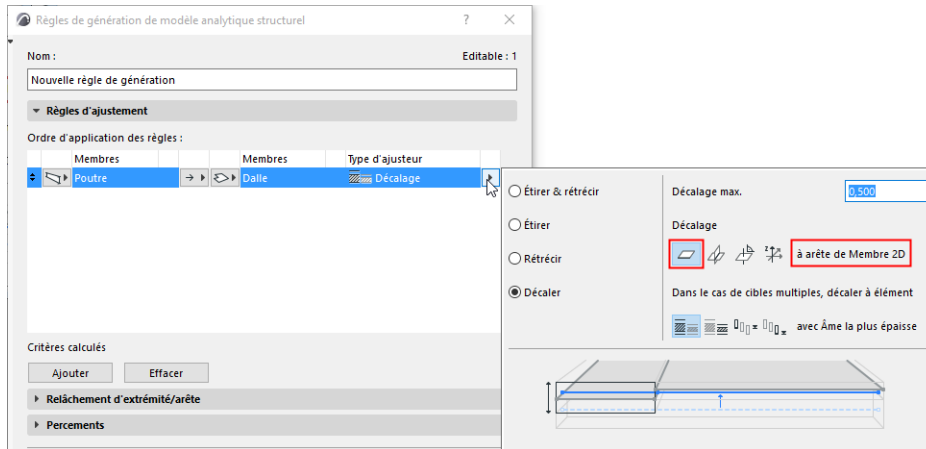 Règles de génération de modèle analytique structurel ? ×
Nom : Editable : 1
Nouvelle règle de génération
Règles d'ajustement
Ordre d'application des règles :
Membres Membres Type d'ajusteur
Poutre Dalle Décalage
Étirer & rétrécir
Étirer
Rétrécir
Décaler
Décalage max. 0,500
Décalage
à arête de Membre 2D
Dans le cas de cibles multiples, décaler à élément
avec Âme la plus épaisse
Critères calculés
Ajouter Effacer
Relâchement d'extrémité/arête
Percements